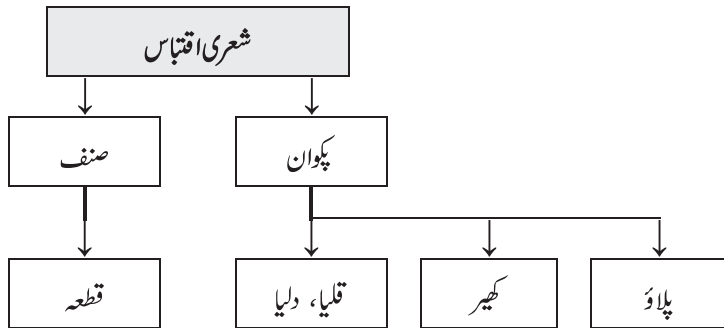 شعری اقتباس
پکوان صنف
پلاؤ کھیر قلیا، دلیا قطعہ